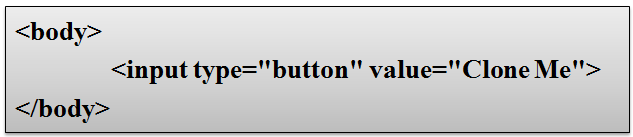 <body>
<input type="button" value="Clone Me">
</body>